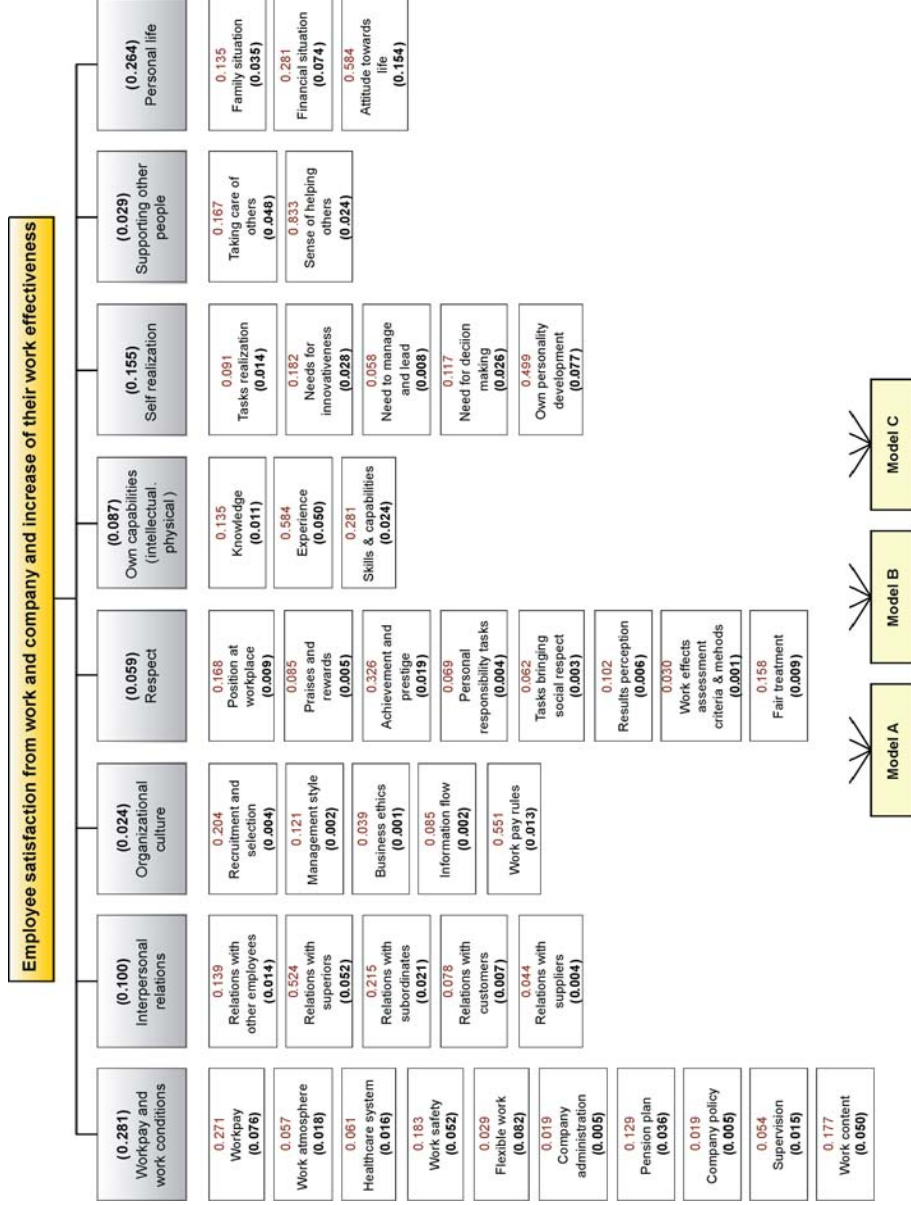 Employee satisfaction from work and company and increase of their work effectiveness
(0.281)
Workpay and
work conditions
0.271
Workpay
(0.076)
0.057
Work atmosphere
(0.018)
0.061
Healthcare system
(0.016)
0.183
Work safety
(0.052)
0.029
Flexible work
(0.082)
0.019
Company
administration
(0.005)
0.129
Pension plan
(0.036)
0.019
Company policy
(0.005)
0.054
Supervision
(0.015)
0.177
Work content
(0.050)
(0.100)
Interpersonal
relations
0.139
Relations with
other employees
(0.014)
0.524
Relations with
superiors
(0.052)
0.215
Relations with
subordinates
(0.021)
0.078
Relations with
customers
(0.007)
0.044
Relations with
suppliers
(0.004)
(0.024)
Organizational
culture
0.204
Recruitment and
selection
(0.004)
0.121
Management style
(0.002)
0.039
Business ethics
(0.001)
0.085
Information flow
(0.002)
0.551
Work pay rules
(0.013)
(0.059)
Respect
0.168
Position at
workplace
(0.009)
0.085
Praises and
rewards
(0.005)
0.326
Achievement and
prestige
(0.019)
0.069
Personal
responsibility tasks
(0.004)
0.062
Tasks bringing
social respect
(0.003)
0.102
Results perception
(0.006)
0.030
Work effects
assessment
criteria & mehods
(0.001)
0.158
Fair treatment
(0.009)
(0.087)
Own capabilities
(intellectual.
physical )
0.135
Knowledge
(0.011)
0.584
Experience
(0.050)
0.281
Skills & capabilities
(0.024)
(0.155)
Self realization
0.091
Tasks realization
(0.014)
0.182
Needs for
innovativeness
(0.028)
0.058
Need to manage
and lead
(0.008)
0.117
Need for deciion
making
(0.026)
0.499
Own personality
development
(0.077)
(0.029)
Supporting other
people
0.167
Taking care of
others
(0.048)
0.833
Sense of helping
others
(0.024)
(0.264)
Personal life
0.135
Family situation
(0.035)
0.281
Financial situation
(0.074)
0.584
Attitude towards
life
(0.154)
Model A
Model B
Model C